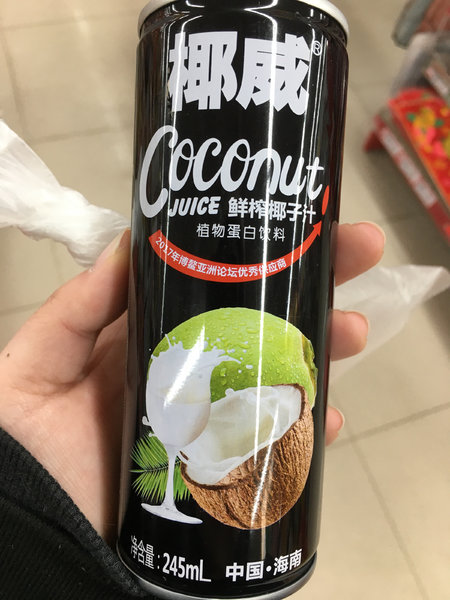 椰威®
Coconut
JUICE 鲜榨椰子汁
植物蛋白饮料
2017年博鳌亚洲论坛优秀供应商
净含量:245mL 中国·海南